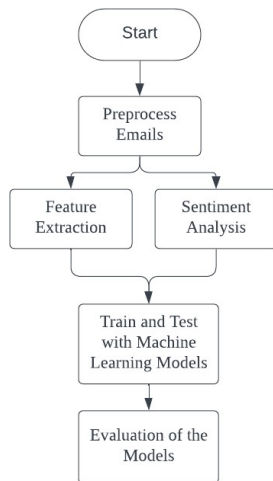 Start
Preprocess
Emails
Feature
Extraction
Sentiment
Analysis
Train and Test
with Machine
Learning Models
Evaluation of the
Models